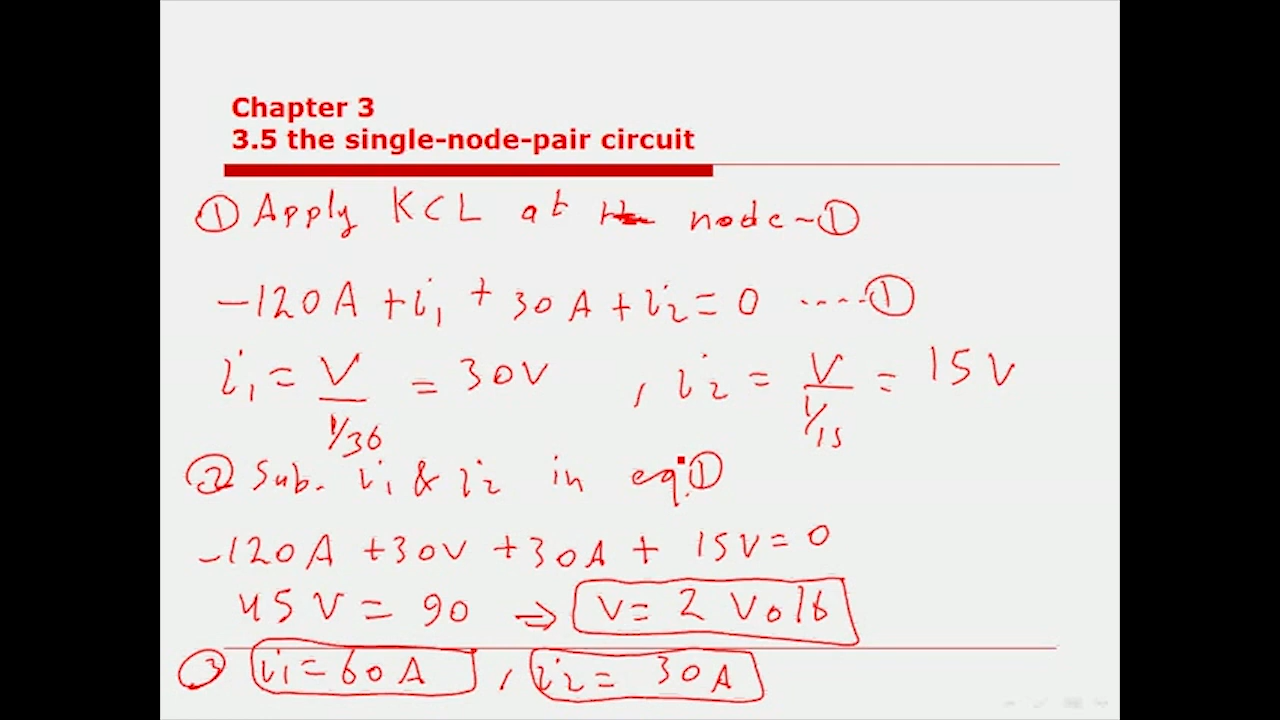 Chapter 3
3.5 the single-node-pair circuit
① Apply KCL at node-①
-120A + i1 + 30A + i2 = 0 ....①
i1 = V / 1/30 = 30V , i2 = V / 1/15 = 15V
② Sub. i1 & i2 in eq.①
-120A + 30V + 30A + 15V = 0
45V = 90 ⇒ V = 2 Volt
③ i1 = 60A , i2 = 30A